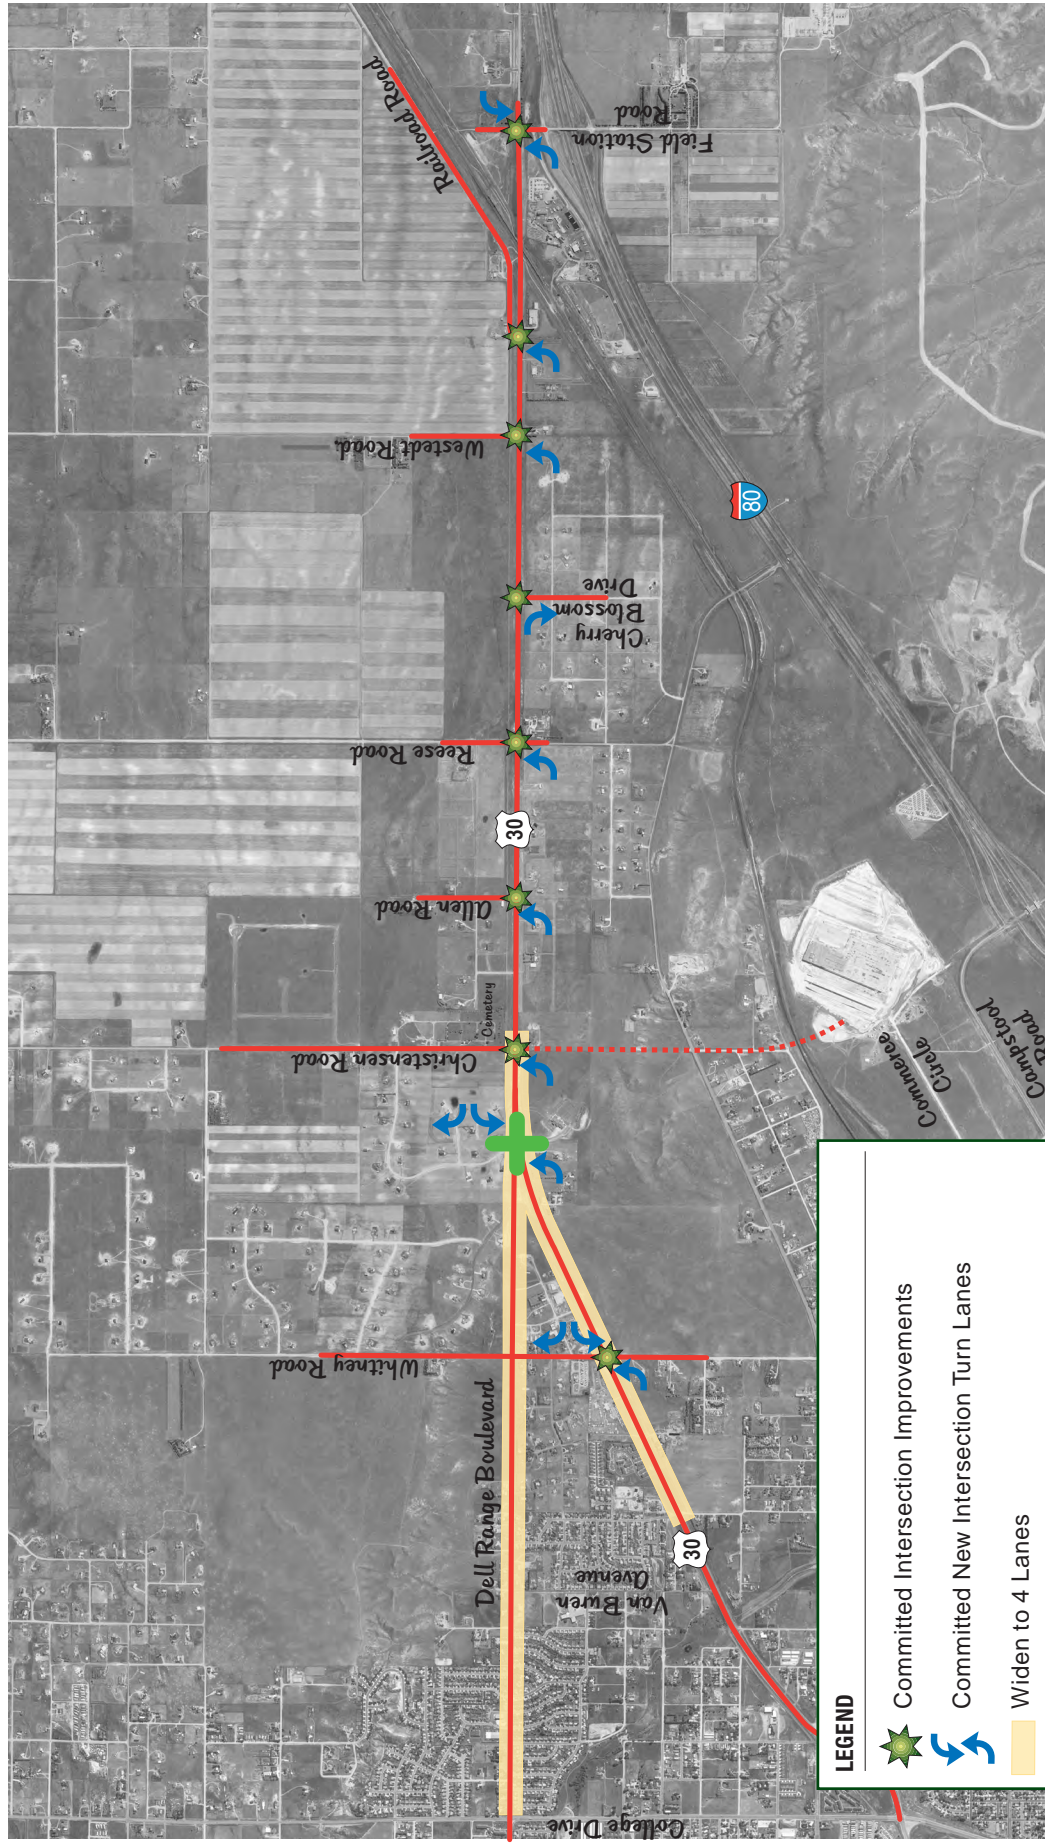 Railroad Road
Field Station
Road
Westedt Road
80
Cherry
Blossom
Drive
Reese Road
30
Allen Road
Cemetery
Christensen Road
Commerce
Circle
Campstool
Road
Whitney Road
Dell Range Boulevard
Van Buren
Avenue
30
College Drive
LEGEND
Committed Intersection Improvements
Committed New Intersection Turn Lanes
Widen to 4 Lanes